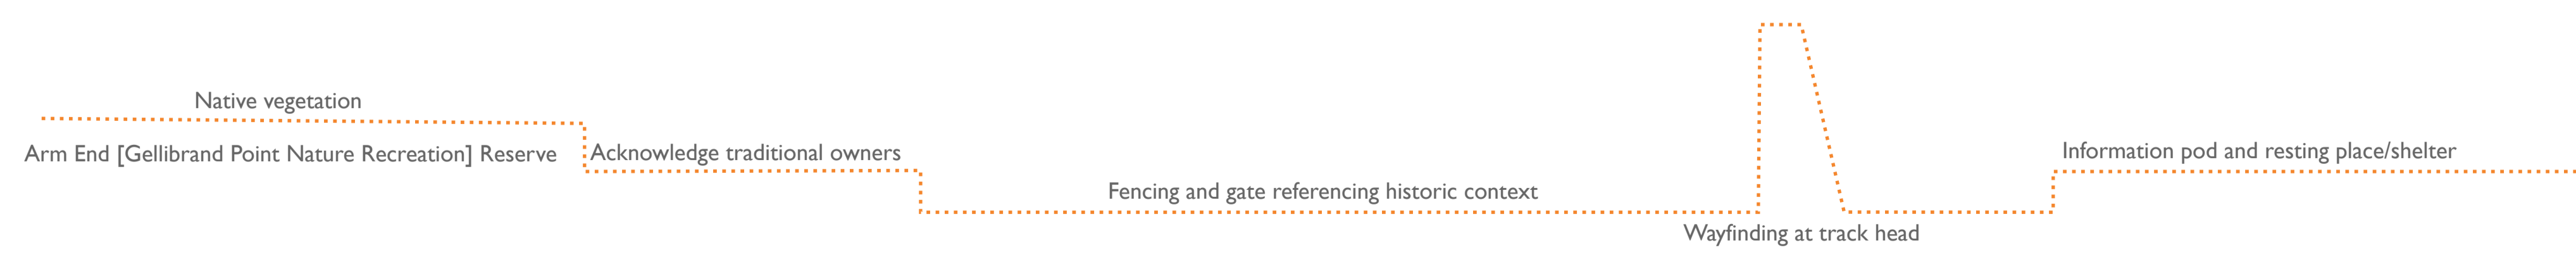 Native vegetation
Arm End [Gellibrand Point Nature Recreation] Reserve
Acknowledge traditional owners
Fencing and gate referencing historic context
Wayfinding at track head
Information pod and resting place/shelter